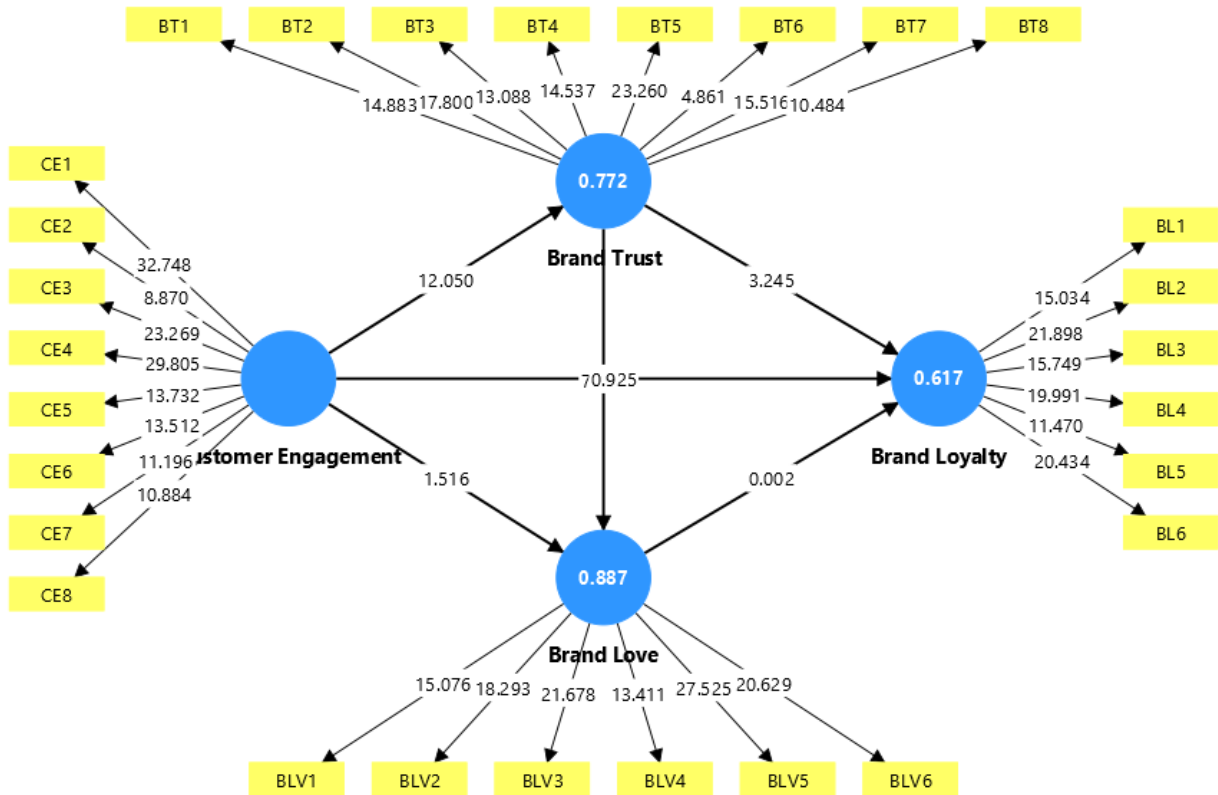 BT1 BT2 BT3 BT4 BT5 BT6 BT7 BT8
14.883 17.800 13.088 14.537 23.260 4.861 15.516 10.484
0.772
Brand Trust
CE1
CE2
CE3
CE4
CE5
CE6
CE7
CE8
32.748
8.870
23.269
29.805
13.732
13.512
11.196
10.884
ustomer Engagement
12.050
3.245
1.516
0.002
0.617
Brand Loyalty
15.034
21.898
15.749
19.991
11.470
20.434
BL1
BL2
BL3
BL4
BL5
BL6
0.887
Brand Love
15.076 18.293 21.678 13.411 27.525 20.629
BLV1 BLV2 BLV3 BLV4 BLV5 BLV6